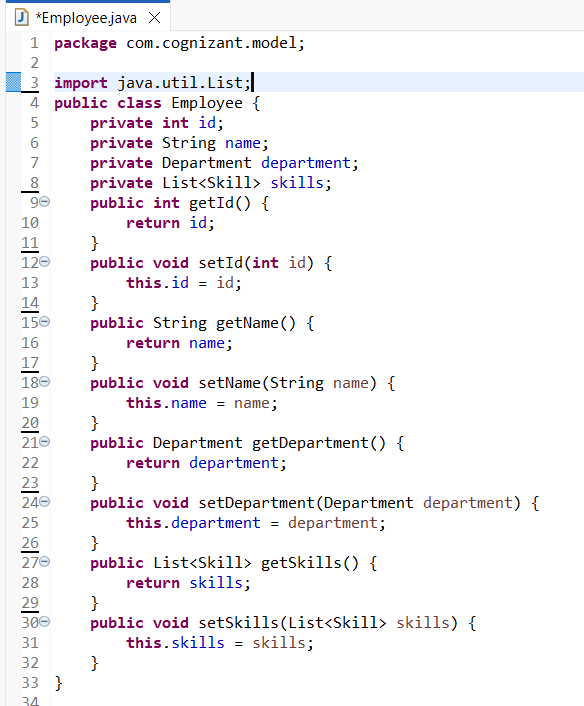 *Employee.java
1 package com.cognizant.model;
2
3 import java.util.List;
4 public class Employee {
5     private int id;
6     private String name;
7     private Department department;
8     private List<Skill> skills;
9     public int getId() {
10         return id;
11     }
12     public void setId(int id) {
13         this.id = id;
14     }
15     public String getName() {
16         return name;
17     }
18     public void setName(String name) {
19         this.name = name;
20     }
21     public Department getDepartment() {
22         return department;
23     }
24     public void setDepartment(Department department) {
25         this.department = department;
26     }
27     public List<Skill> getSkills() {
28         return skills;
29     }
30     public void setSkills(List<Skill> skills) {
31         this.skills = skills;
32     }
33 }
34